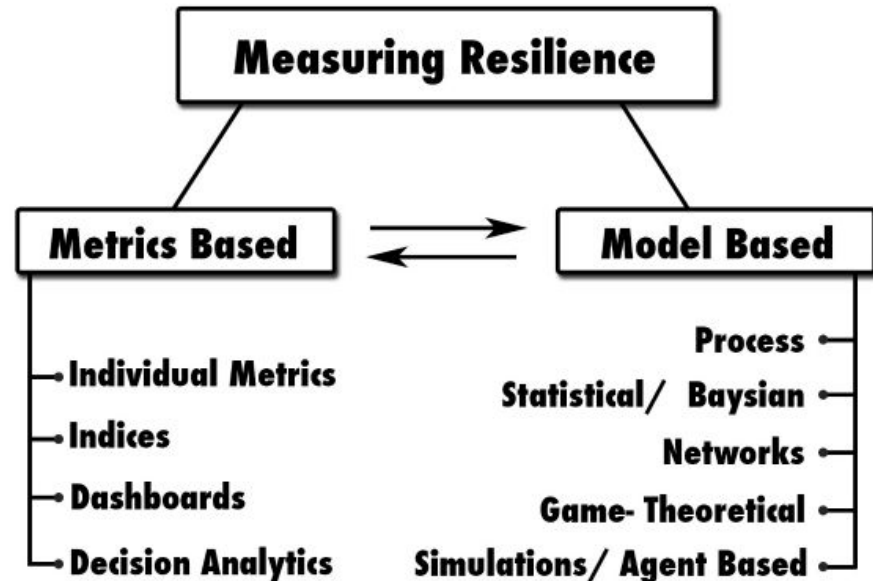 Measuring Resilience
Metrics Based
Model Based
Individual Metrics
Indices
Dashboards
Decision Analytics
Process
Statistical/ Baysian
Networks
Game- Theoretical
Simulations/ Agent Based